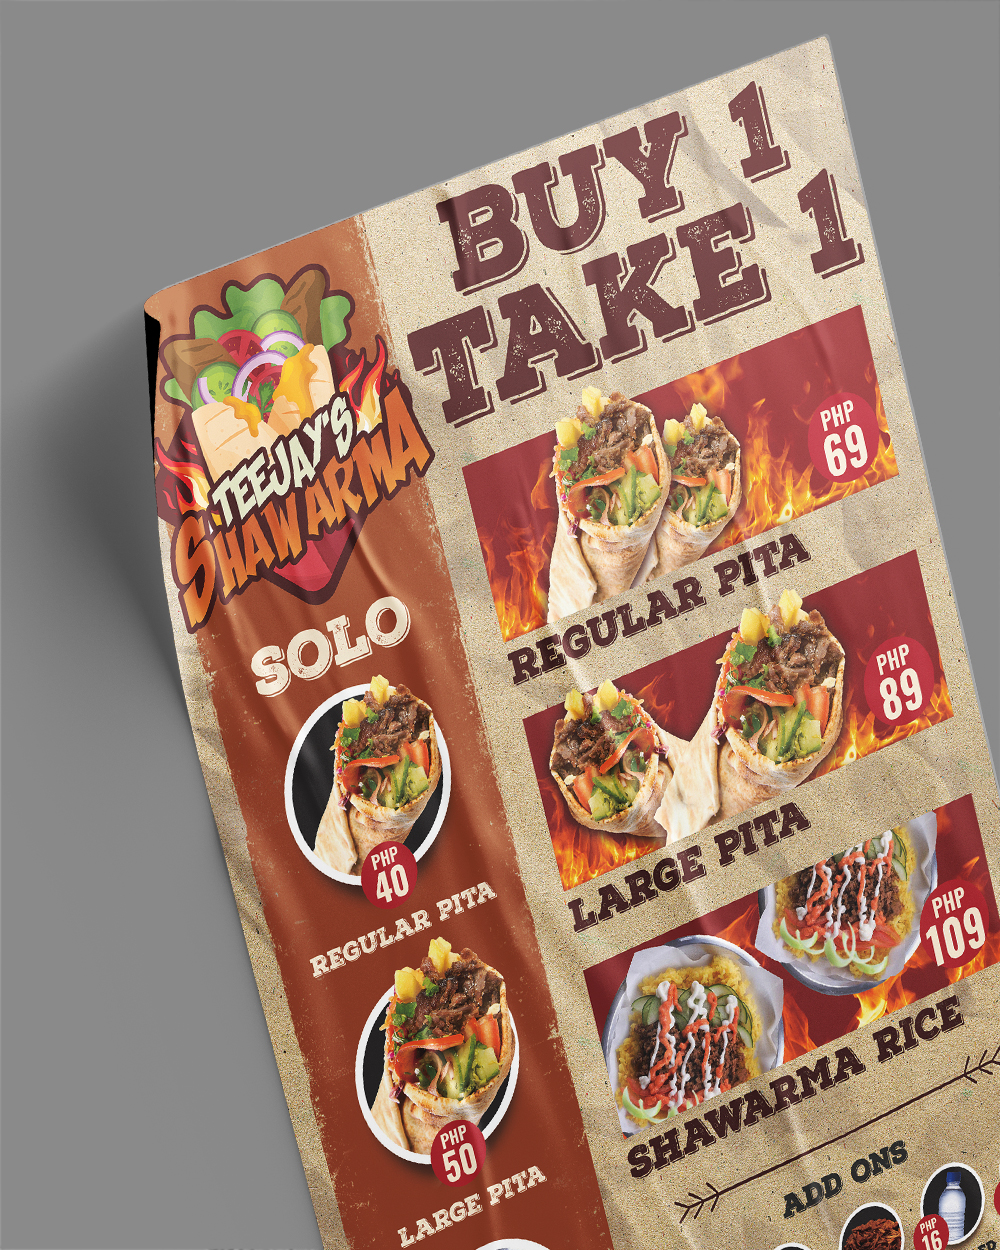 TEEJAY'S
SHAWARMA
SOLO
PHP
40
REGULAR PITA
PHP
50
LARGE PITA
BUY 1
TAKE 1
PHP
69
REGULAR PITA
PHP
89
LARGE PITA
PHP
109
SHAWARMA RICE
ADD ONS
PHP
16